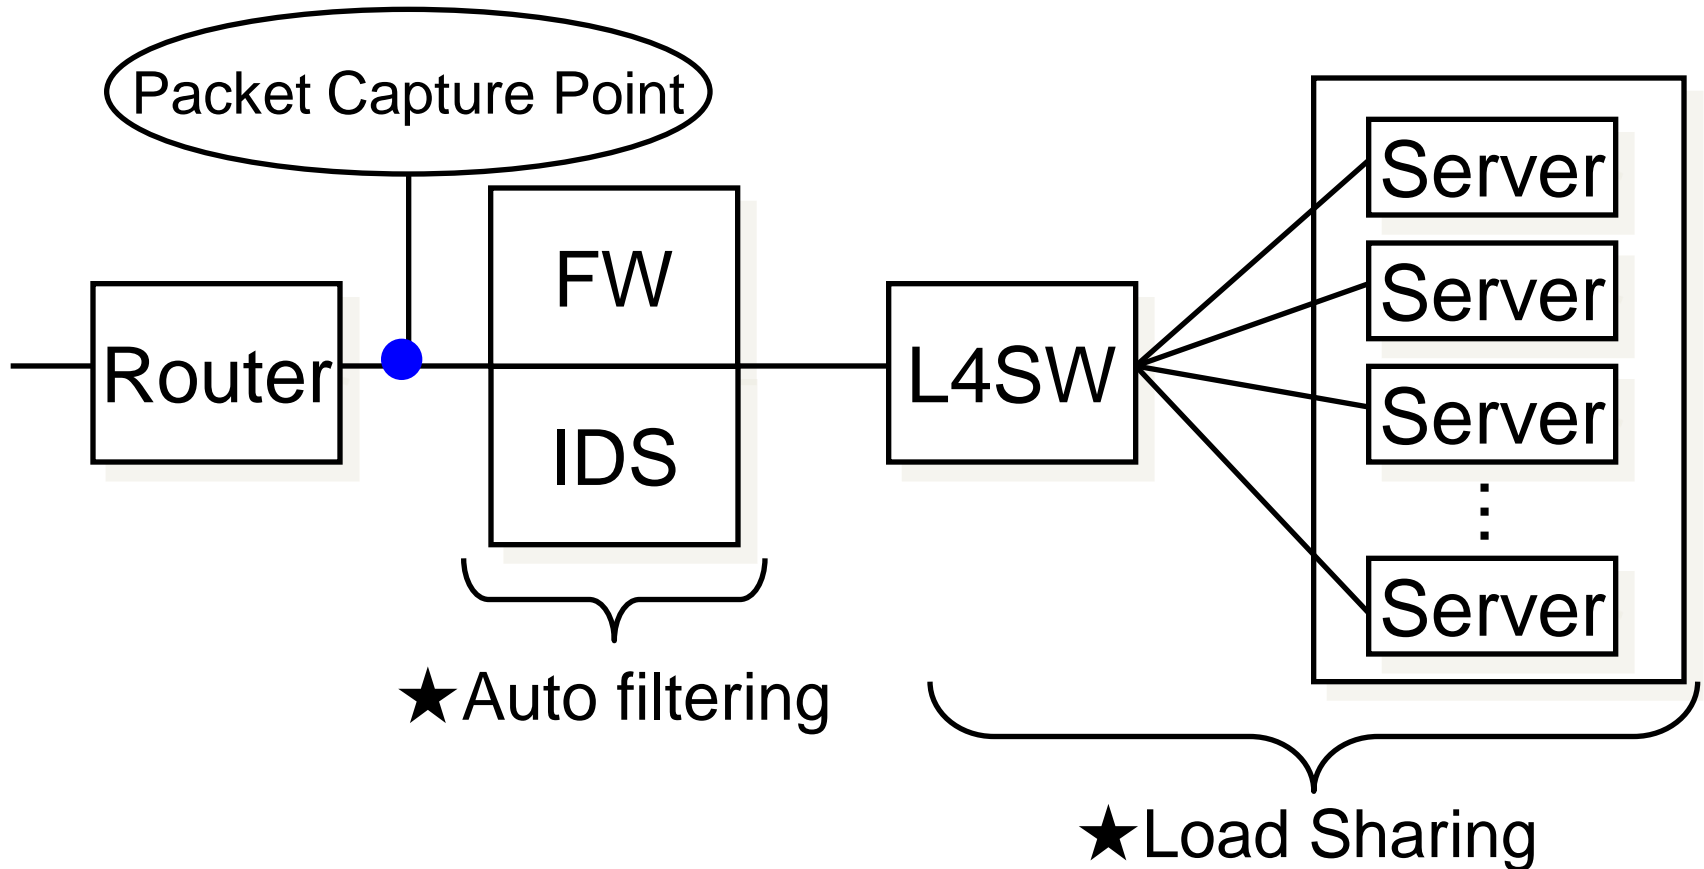 Packet Capture Point
Router
FW
IDS
L4SW
Server
Server
Server
Server
★Auto filtering
★Load Sharing